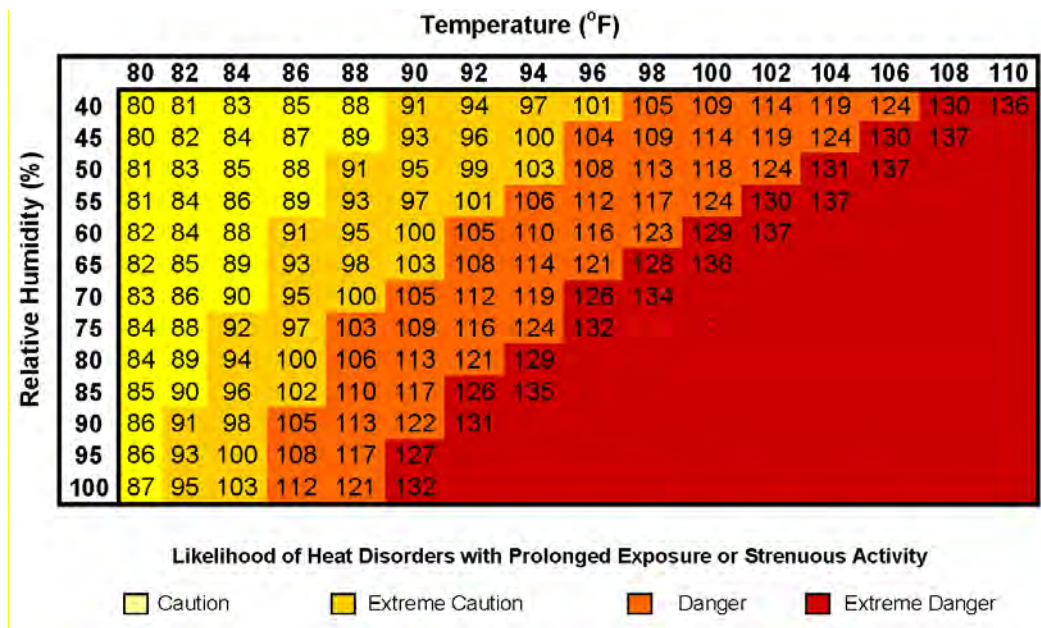 Temperature (°F)
80 82 84 86 88 90 92 94 96 98 100 102 104 106 108 110
Relative Humidity (%)
40 80 81 83 85 88 91 94 97 101 105 109 114 119 124 130 136
45 80 82 84 87 89 93 96 100 104 109 114 119 124 130 137
50 81 83 85 88 91 95 99 103 108 113 118 124 131 137
55 81 84 86 89 93 97 101 106 112 117 124 130 137
60 82 84 88 91 95 100 105 110 116 123 129 137
65 82 85 89 93 98 103 108 114 121 128 136
70 83 86 90 95 100 105 112 119 126 134
75 84 88 92 97 103 109 116 124 132
80 84 89 94 100 106 113 121 129
85 85 90 96 102 110 117 126 135
90 86 91 98 105 113 122 131
95 86 93 100 108 117 127
100 87 95 103 112 121 132
Likelihood of Heat Disorders with Prolonged Exposure or Strenuous Activity
Caution Extreme Caution Danger Extreme Danger